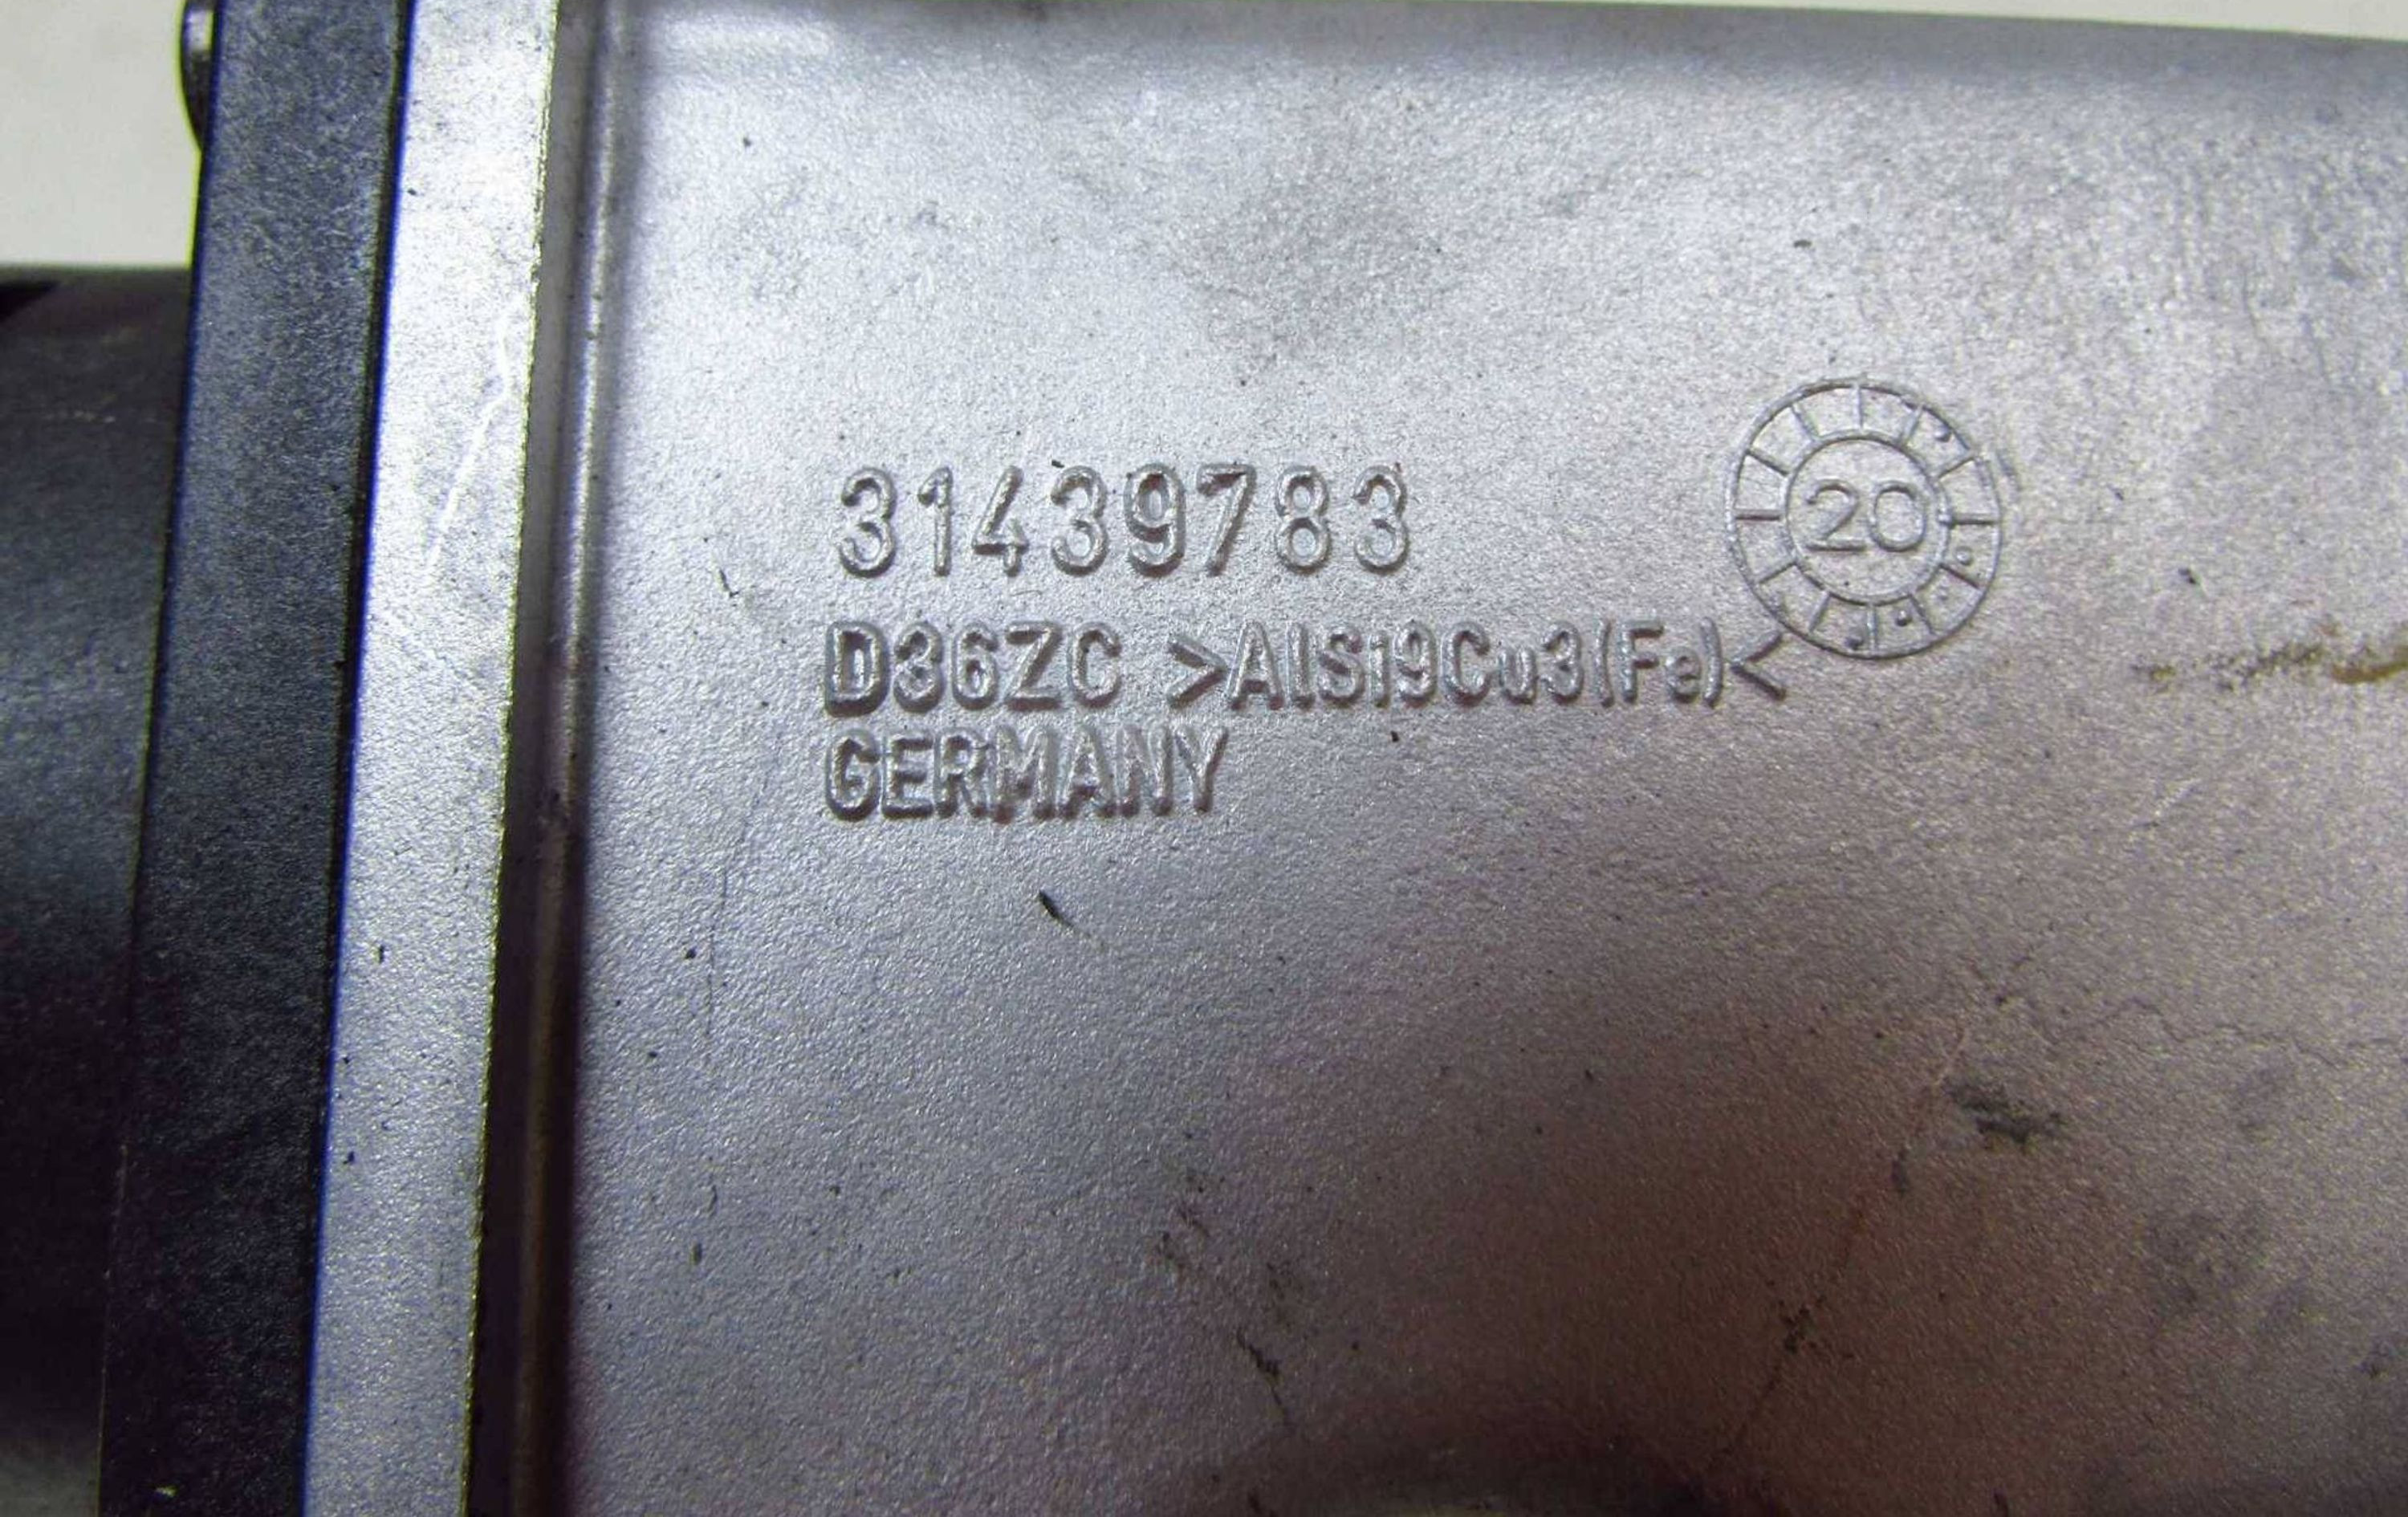 31439783
20
D36ZC >AlSi9Cu3(Fe)<
GERMANY